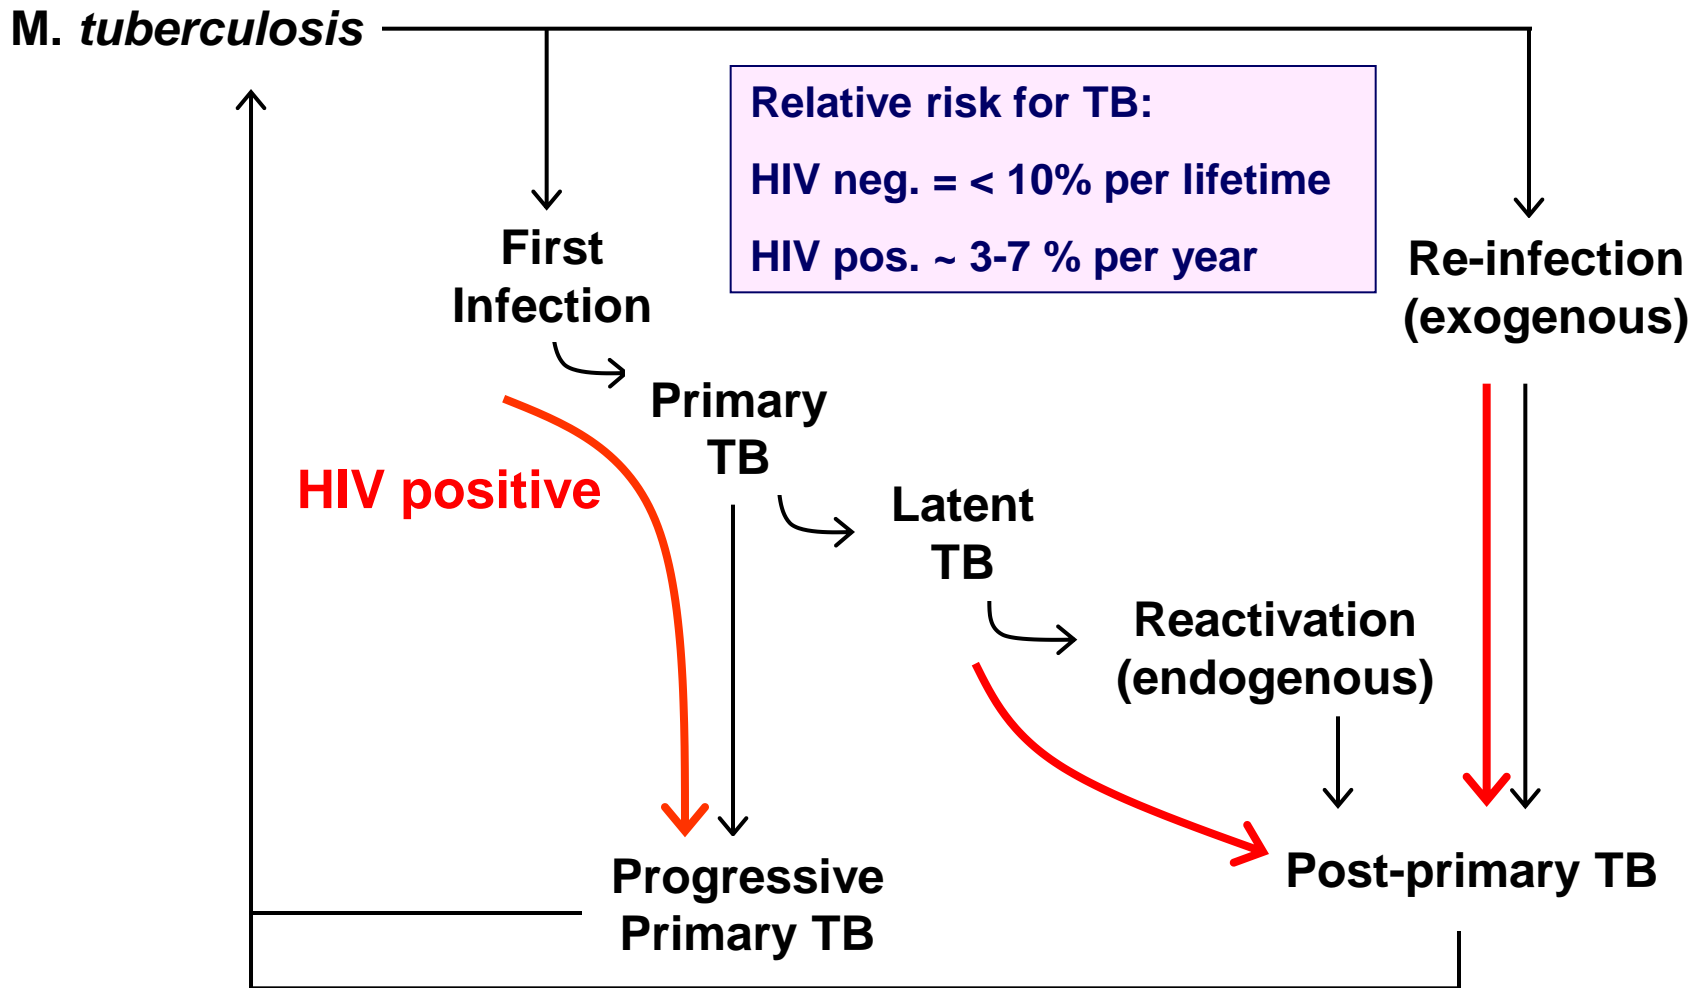 M. tuberculosis
Relative risk for TB:
HIV neg. = < 10% per lifetime
HIV pos. ~ 3-7 % per year
First
Infection
Re-infection
(exogenous)
Primary
TB
HIV positive
Latent
TB
Reactivation
(endogenous)
Progressive
Primary TB
Post-primary TB